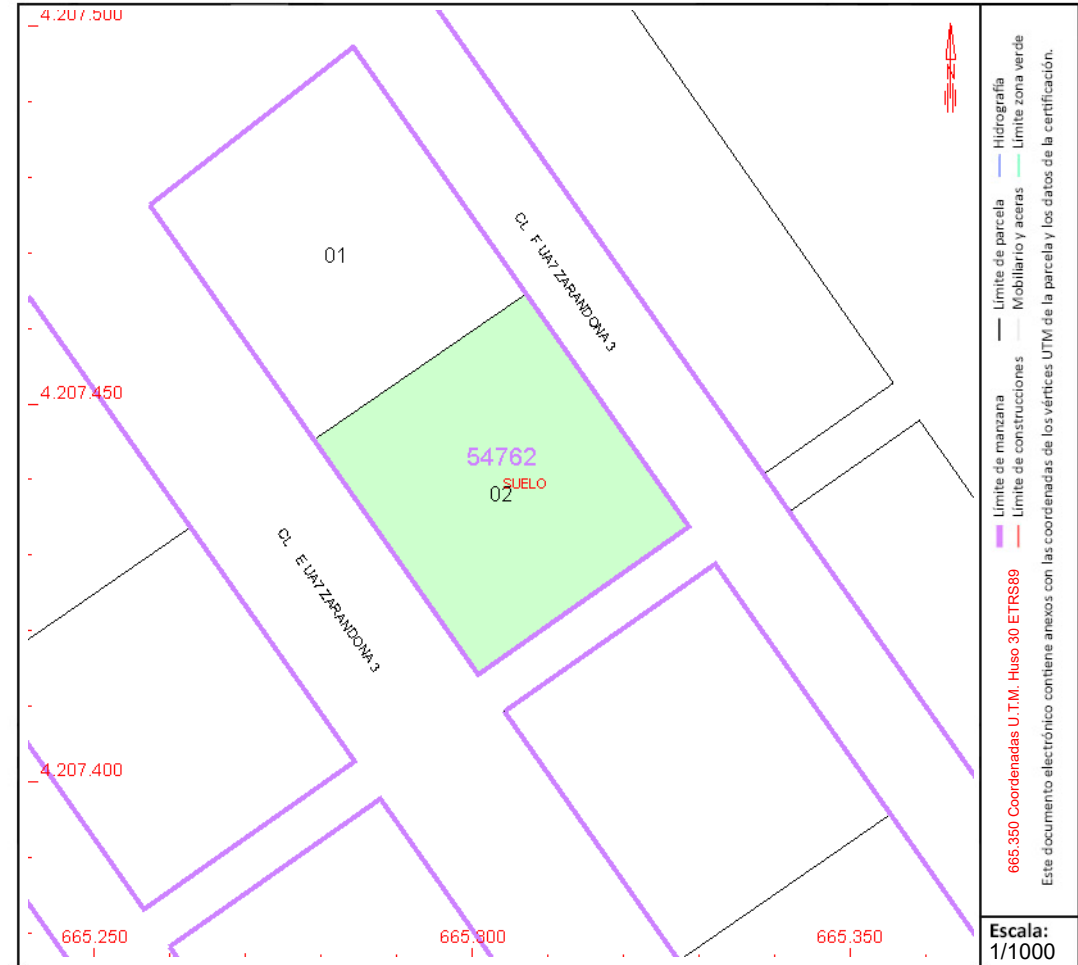 4.207.500
01
CL F UA7 ZARANDONA 3
4.207.450
54762
SUELO
02
CL E UA7 ZARANDONA 3
4.207.400
665.250
665.300
665.350
N
Límite de manzana
Límite de parcela
Hidrografía
665.350 Coordenadas U.T.M. Huso 30 ETRS89
Límite de construcciones
Mobiliario y aceras
Límite zona verde
Este documento electrónico contiene anexos con las coordenadas de los vértices UTM de la parcela y los datos de la certificación.
Escala:
1/1000